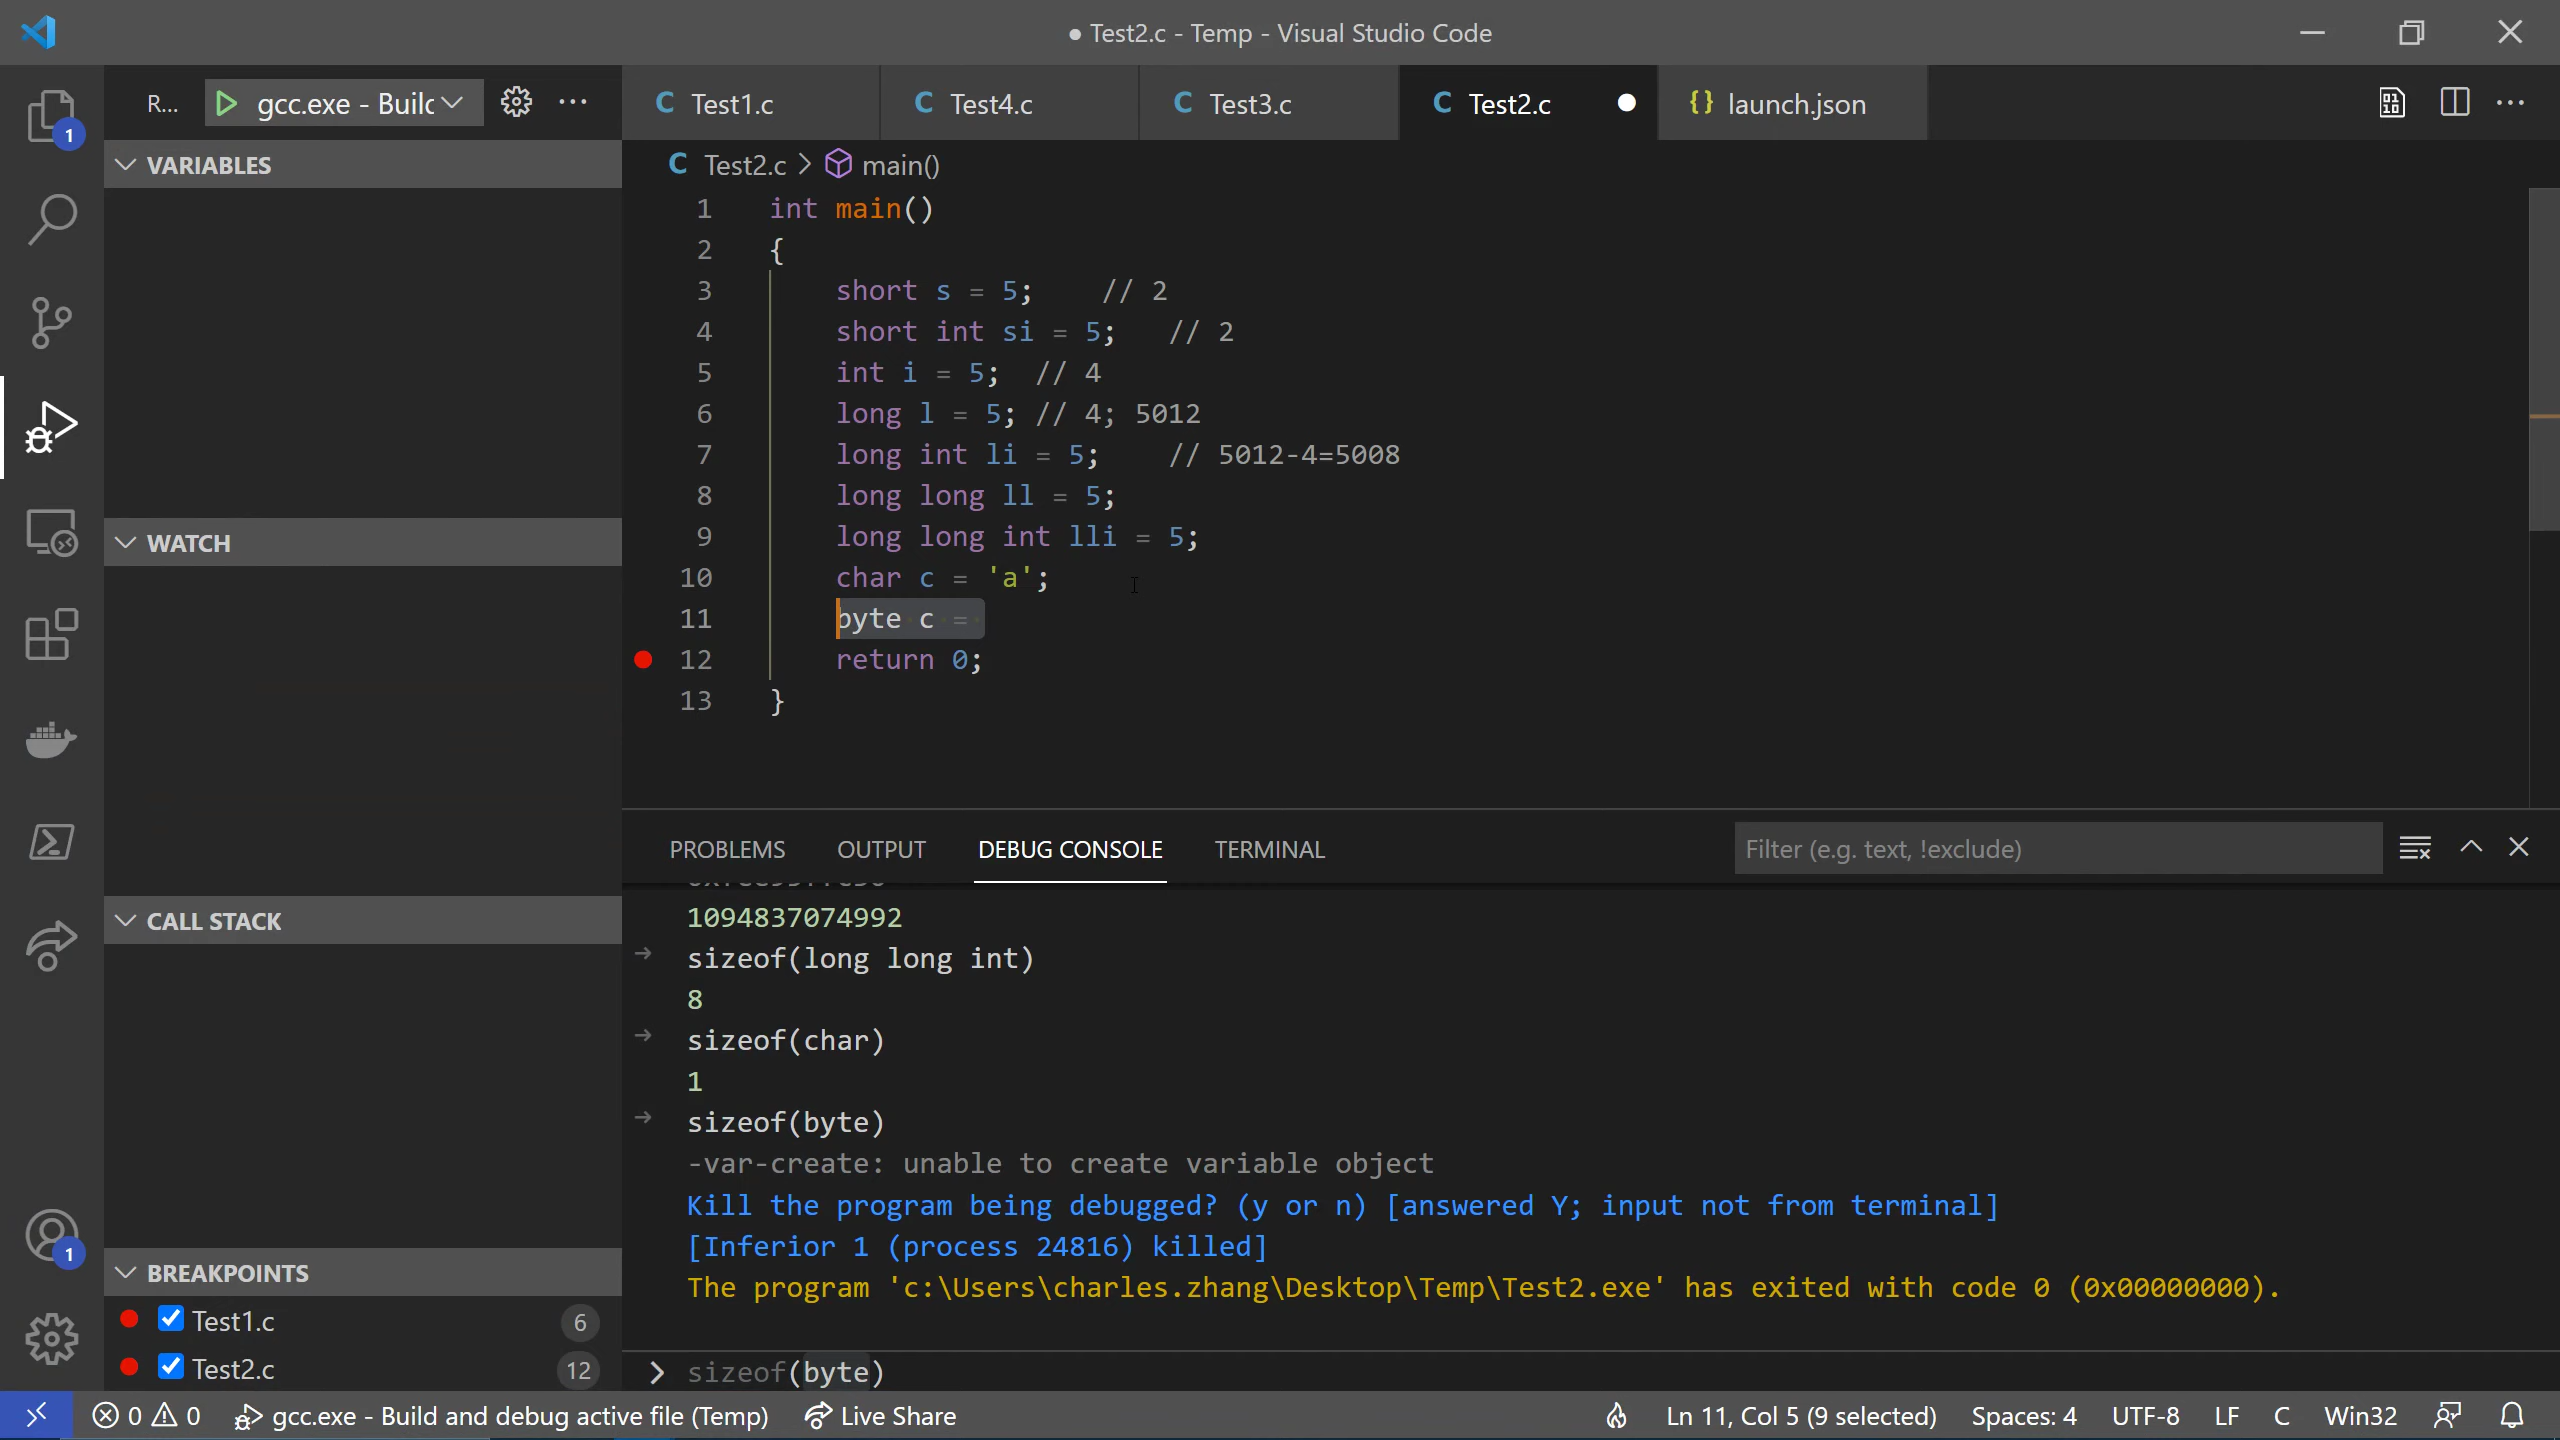 ● Test2.c - Temp - Visual Studio Code
R... gcc.exe - Builc
Test1.c Test4.c Test3.c Test2.c launch.json
VARIABLES
WATCH
CALL STACK
BREAKPOINTS
Test1.c 6
Test2.c 12
1
1
Test2.c > main()
1 int main()
2 {
3 short s = 5; // 2
4 short int si = 5; // 2
5 int i = 5; // 4
6 long l = 5; // 4; 5012
7 long int li = 5; // 5012-4=5008
8 long long ll = 5;
9 long long int lli = 5;
10 char c = 'a';
11 byte c =
12 return 0;
13 }
PROBLEMS OUTPUT DEBUG CONSOLE TERMINAL Filter (e.g. text, !exclude)
1094837074992
sizeof(long long int)
8
sizeof(char)
1
sizeof(byte)
-var-create: unable to create variable object
Kill the program being debugged? (y or n) [answered Y; input not from terminal]
[Inferior 1 (process 24816) killed]
The program 'c:\Users\charles.zhang\Desktop\Temp\Test2.exe' has exited with code 0 (0x00000000).
sizeof(byte)
0 0 gcc.exe - Build and debug active file (Temp) Live Share Ln 11, Col 5 (9 selected) Spaces: 4 UTF-8 LF C Win32